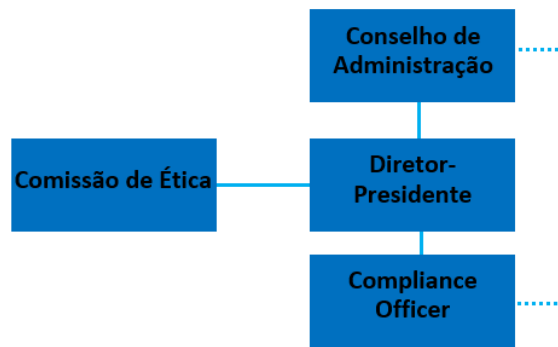 Conselho de
Administração
Comissão de Ética
Diretor-
Presidente
Compliance
Officer